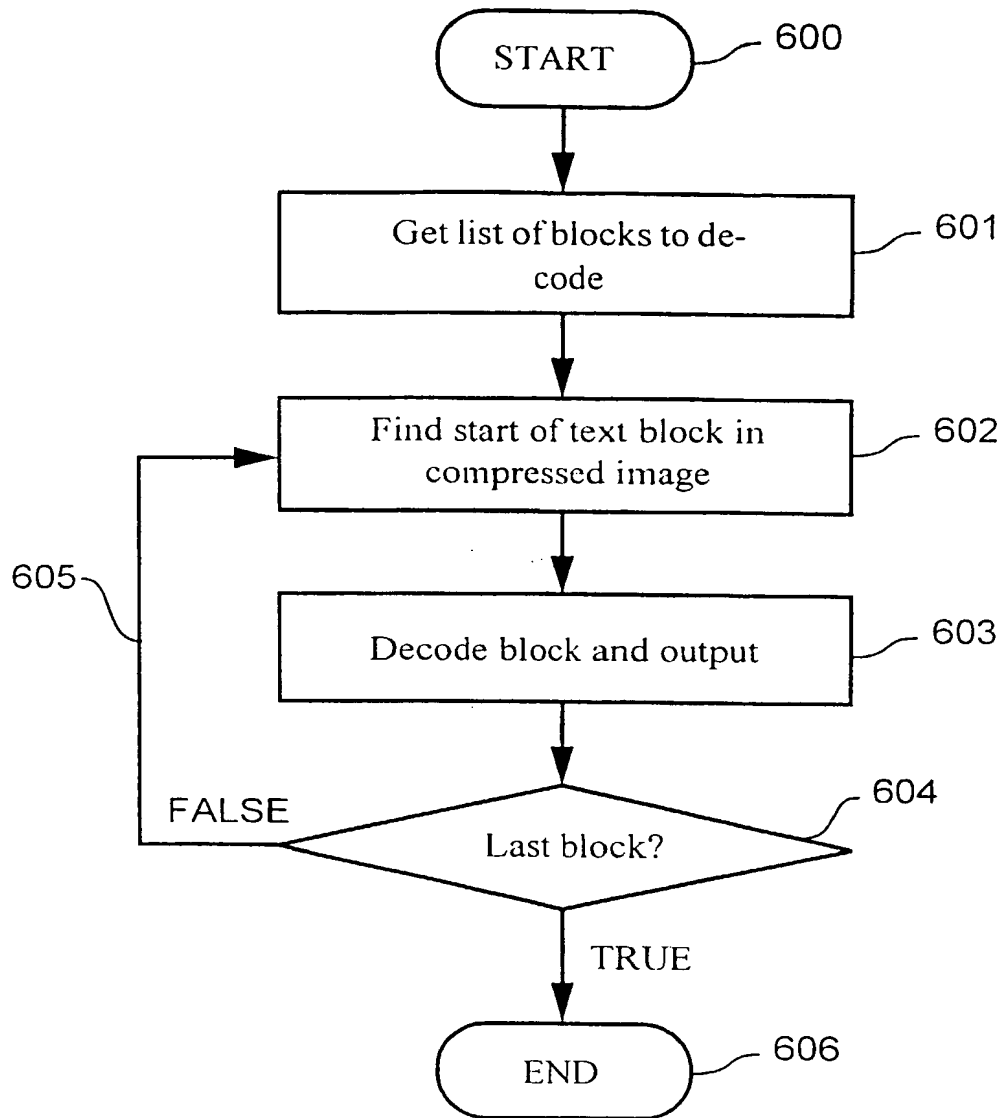 START
600
Get list of blocks to de-
code
601
Find start of text block in
compressed image
602
605
Decode block and output
603
FALSE
Last block?
604
TRUE
END
606